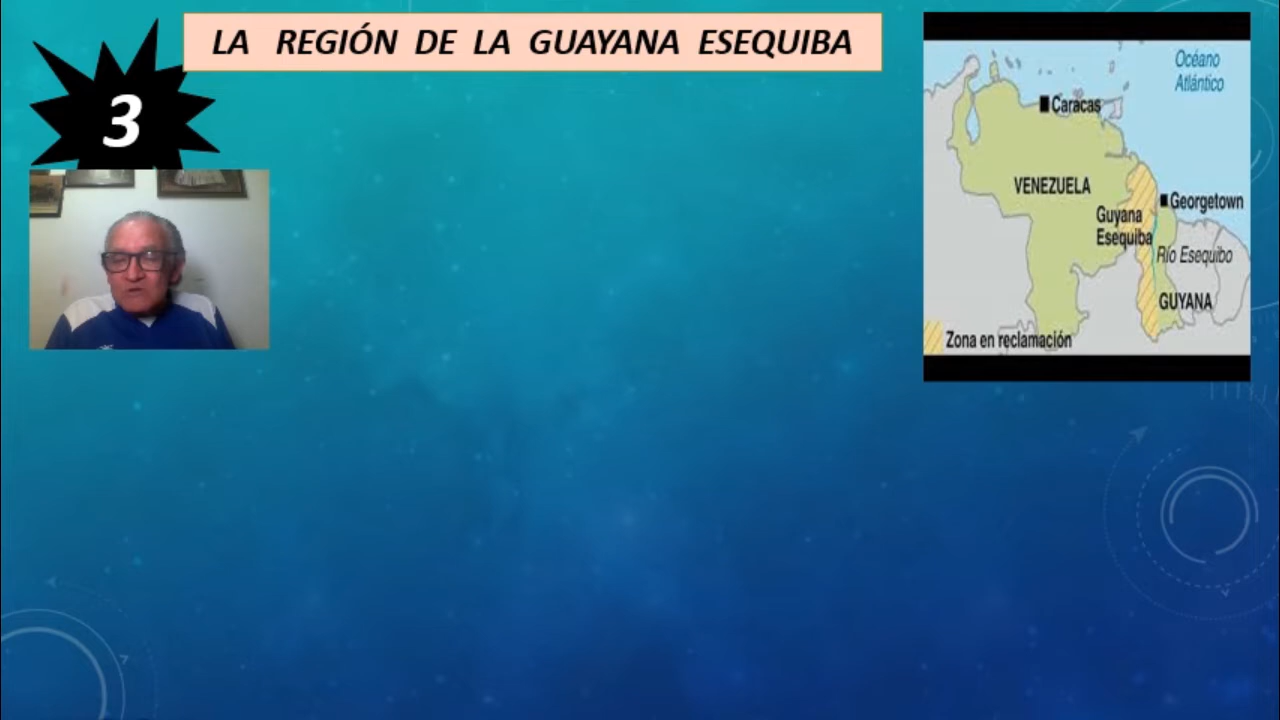 LA REGIÓN DE LA GUAYANA ESEQUIBA
3
Océano
Atlántico
Caracas
VENEZUELA
Georgetown
Guyana
Esequiba
Río Esequibo
GUYANA
Zona en reclamación